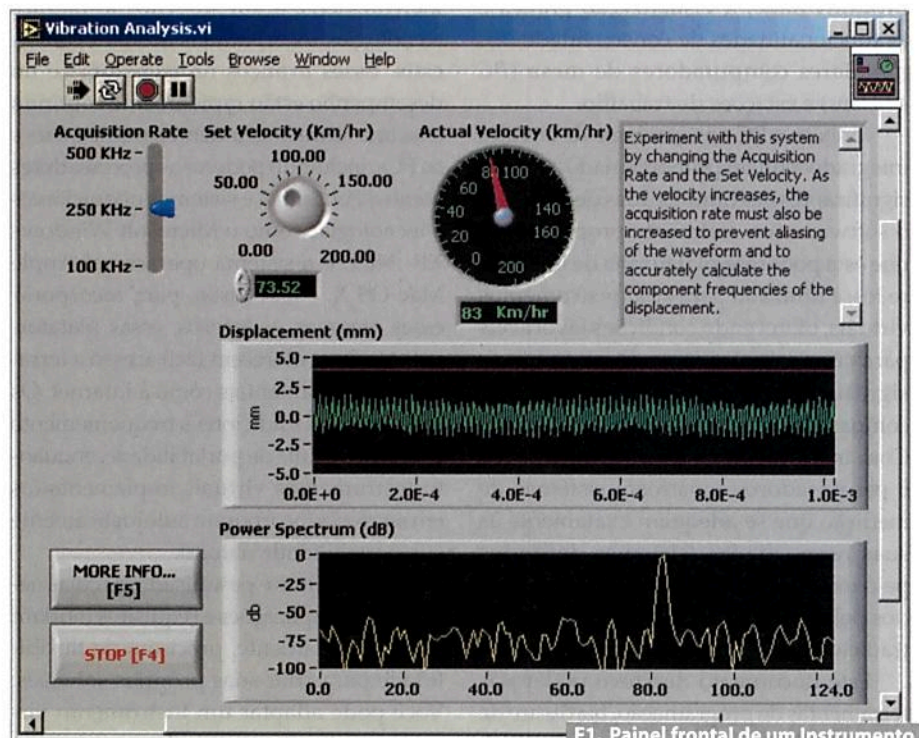 Vibration Analysis.vi
File Edit Operate Tools Browse Window Help
Acquisition Rate
500 KHz
250 KHz
100 KHz
Set Velocity (Km/hr)
100.00
50.00 150.00
0.00 200.00
73.52
Actual Velocity (km/hr)
80 100
60
40 140
20 160
0 200
83 Km/hr
Experiment with this system
by changing the Acquisition
Rate and the Set Velocity. As
the velocity increases, the
acquisition rate must also be
increased to prevent aliasing
of the waveform and to
accurately calculate the
component frequencies of the
displacement.
Displacement (mm)
mm
5.0
2.5
0.0
-2.5
-5.0
0.0E+0 2.0E-4 4.0E-4 6.0E-4 8.0E-4 1.0E-3
Power Spectrum (dB)
db
0
-25
-50
-75
-100
0.0 20.0 40.0 60.0 80.0 100.0 124.0
MORE INFO...
[F5]
STOP [F4]
F1. Painel frontal de um Instrumento